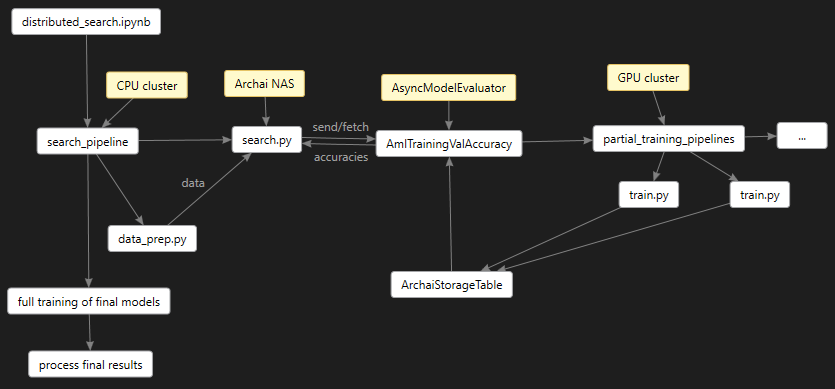 distributed_search.ipynb
CPU cluster
Archai NAS
AsyncModelEvaluator
GPU cluster
search_pipeline
search.py
send/fetch
accuracies
AmlTrainingValAccuracy
partial_training_pipelines
...
data
train.py
train.py
data_prep.py
ArchaiStorageTable
full training of final models
process final results